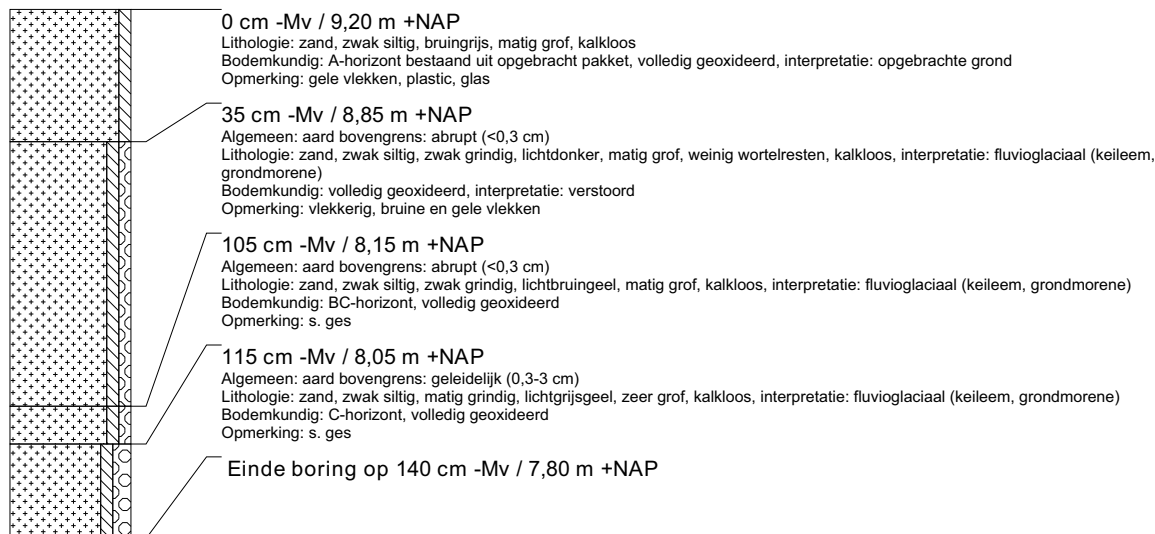 0 cm -Mv / 9,20 m +NAP
Lithologie: zand, zwak siltig, bruingrijs, matig grof, kalkloos
Bodemkundig: A-horizont bestaand uit opgebracht pakket, volledig geoxideerd, interpretatie: opgebrachte grond
Opmerking: gele vlekken, plastic, glas
35 cm -Mv / 8,85 m +NAP
Algemeen: aard bovengrens: abrupt (<0,3 cm)
Lithologie: zand, zwak siltig, zwak grindig, lichtdonker, matig grof, weinig wortelresten, kalkloos, interpretatie: fluvioglaciaal (keileem,
grondmorene)
Bodemkundig: volledig geoxideerd, interpretatie: verstoord
Opmerking: vlekkerig, bruine en gele vlekken
105 cm -Mv / 8,15 m +NAP
Algemeen: aard bovengrens: abrupt (<0,3 cm)
Lithologie: zand, zwak siltig, zwak grindig, lichtbruingeel, matig grof, kalkloos, interpretatie: fluvioglaciaal (keileem, grondmorene)
Bodemkundig: BC-horizont, volledig geoxideerd
Opmerking: s. ges
115 cm -Mv / 8,05 m +NAP
Algemeen: aard bovengrens: geleidelijk (0,3-3 cm)
Lithologie: zand, zwak siltig, matig grindig, lichtgrijsgeel, zeer grof, kalkloos, interpretatie: fluvioglaciaal (keileem, grondmorene)
Bodemkundig: C-horizont, volledig geoxideerd
Opmerking: s. ges
Einde boring op 140 cm -Mv / 7,80 m +NAP